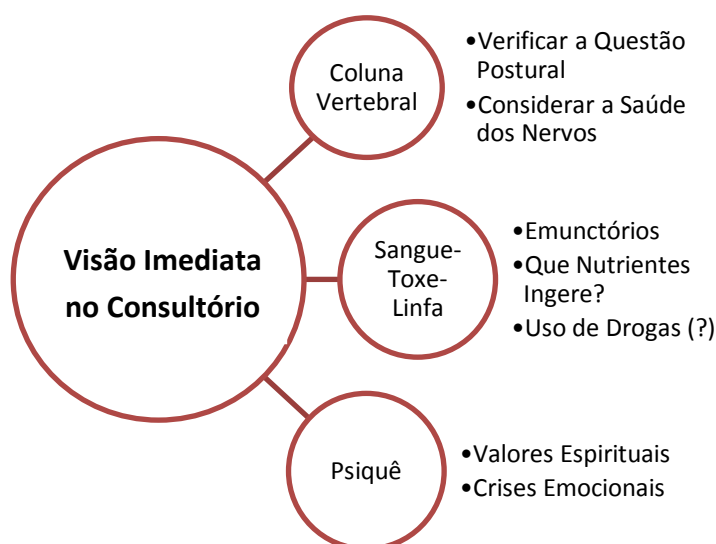 Visão Imediata
no Consultório
Coluna
Vertebral
•Verificar a Questão
Postural
•Considerar a Saúde
dos Nervos
Sangue-
Toxe-
Linfa
•Emunctórios
•Que Nutrientes
Ingere?
•Uso de Drogas (?)
Psiquê
•Valores Espirituais
•Crises Emocionais